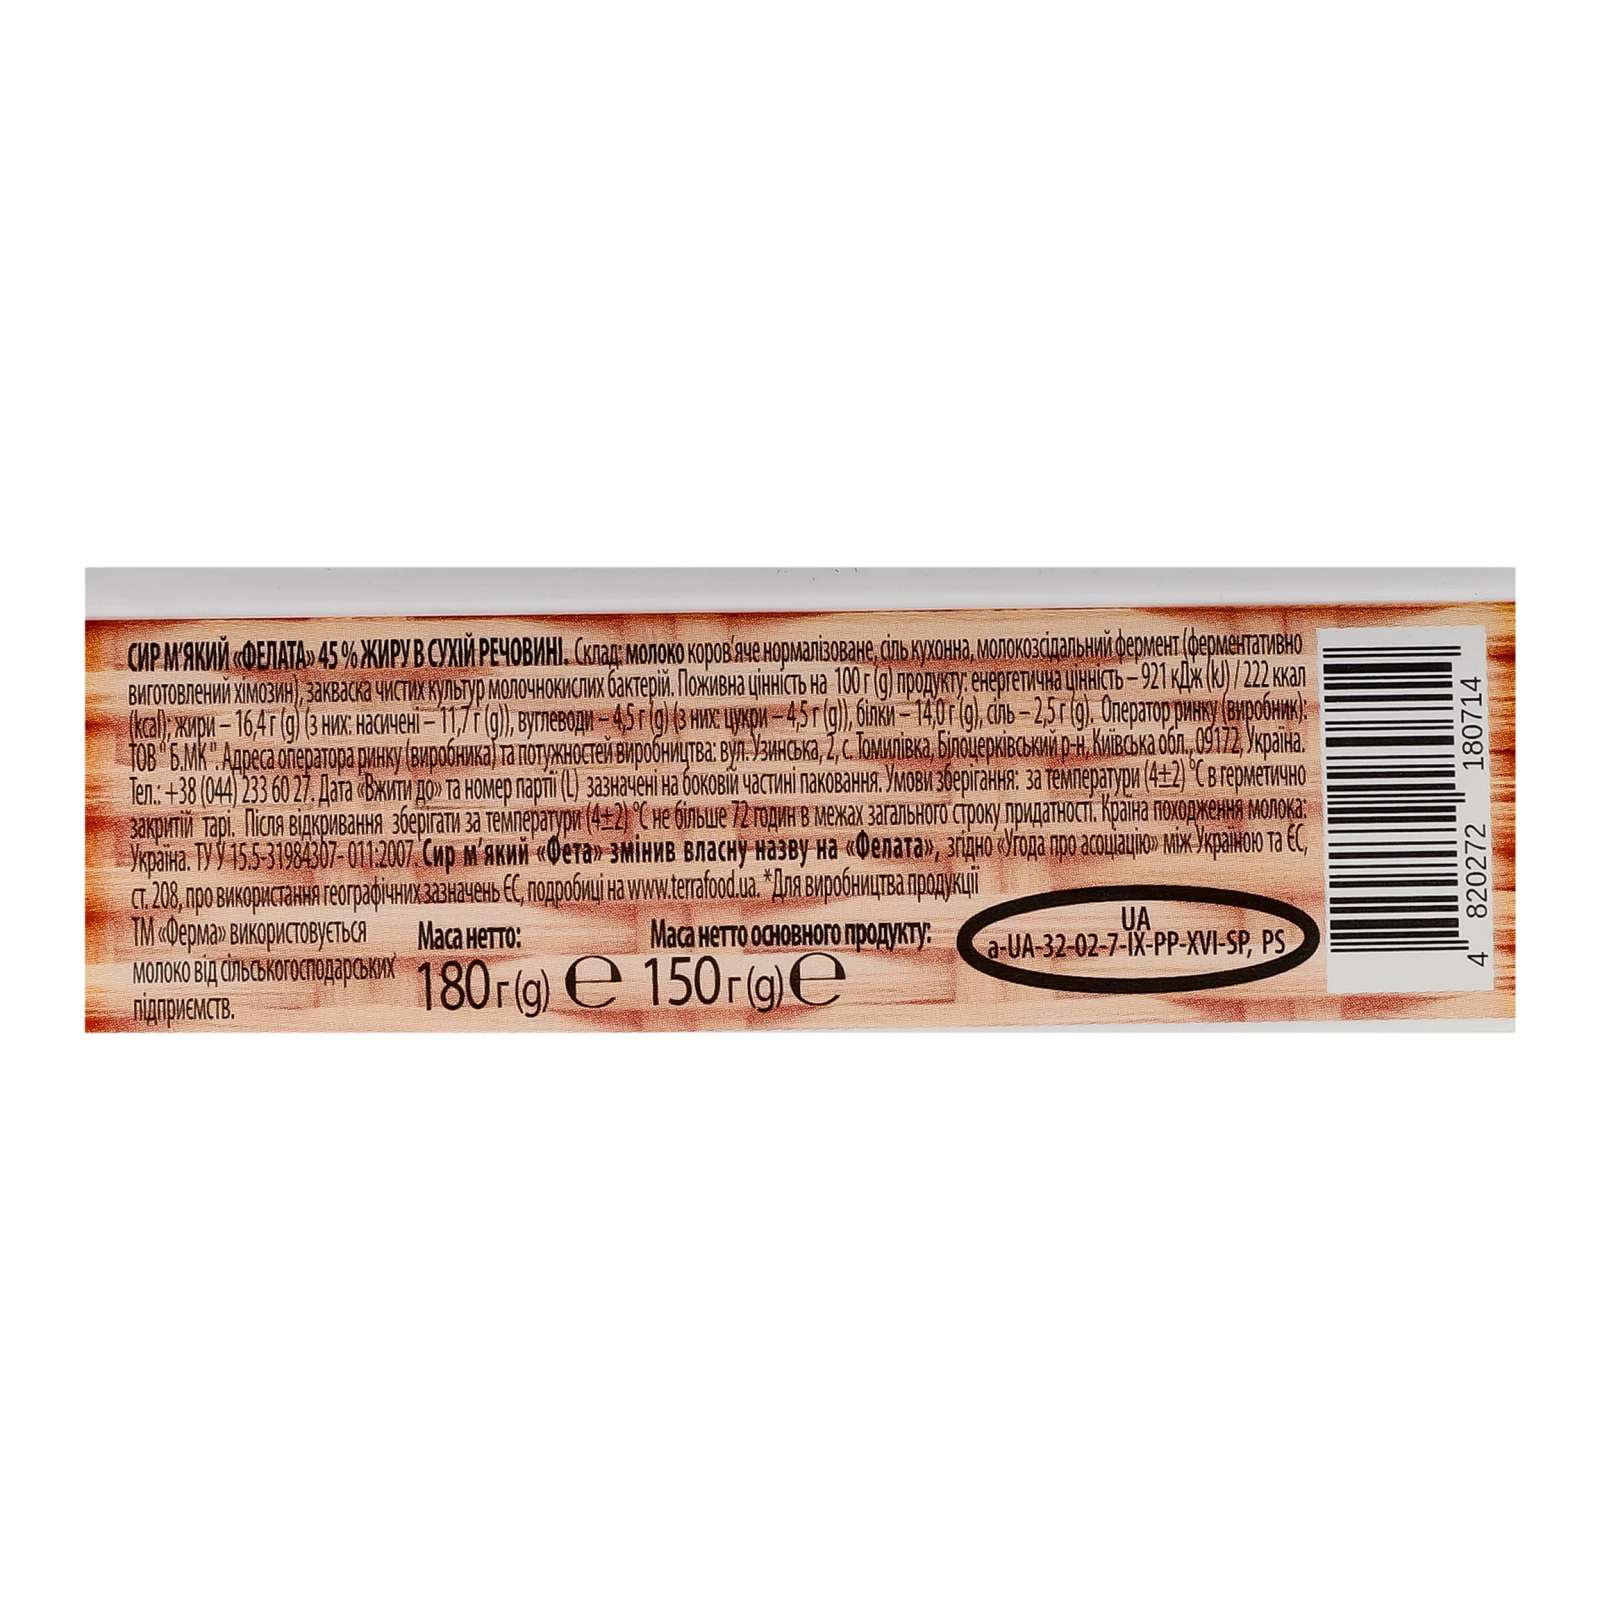 СИР М'ЯКИЙ «ФЕЛАТА» 45 % ЖИРУ В СУХІЙ РЕЧОВИНІ. Склад: молоко коров'яче нормалізоване, сіль кухонна, молокозсідальний фермент (ферментативно
виготовлений хімозин), закваска чистих культур молочнокислих бактерій. Поживна цінність на 100 г (g) продукту: енергетична цінність – 921 кДж (kJ) / 222 ккал
(kcal); жири – 16,4 г (g) (з них: насичені – 11,7 г (g)), вуглеводи – 4,5 г (g) (з них: цукри – 4,5 г (g)), білки – 14,0 г (g), сіль – 2,5 г (g). Оператор ринку (виробник):
ТОВ " Б.МК ". Адреса оператора ринку (виробника) та потужностей виробництва: вул. Узинська, 2, с. Томилівка, Білоцерківський р-н, Київська обл., 09172, Україна.
Тел.: +38 (044) 233 60 27. Дата «Вжити до» та номер партії (L) зазначені на боковій частині паковання. Умови зберігання: за температури (4±2) °С в герметично
закритій тарі. Після відкривання зберігати за температури (4±2) °С не більше 72 годин в межах загального строку придатності. Країна походження молока:
Україна. ТУ У 15.5-31984307- 011:2007. Сир м'який «Фета» змінив власну назву на «Фелата», згідно «Угода про асоціацію» між Україною та ЄС,
ст. 208, про використання географічних зазначень ЄС, подробиці на www.terrafood.ua. *Для виробництва продукції
ТМ «Ферма» використовується
молоко від сільськогосподарських
підприємств.
Маса нетто:
180 г (g) ℮
Маса нетто основного продукту:
150 г (g) ℮
UA
a-UA-32-02-7-IX-PP-XVI-SP, PS
4 820272 180714